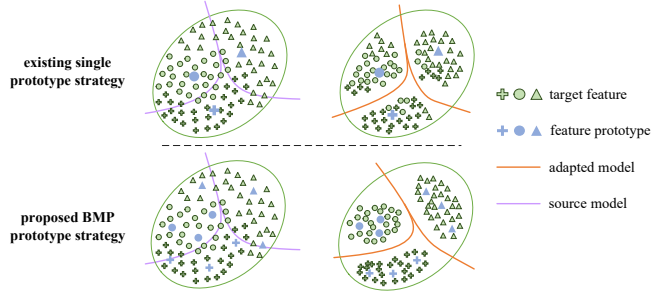 existing single
prototype strategy
target feature
feature prototype
adapted model
source model
proposed BMP
prototype strategy